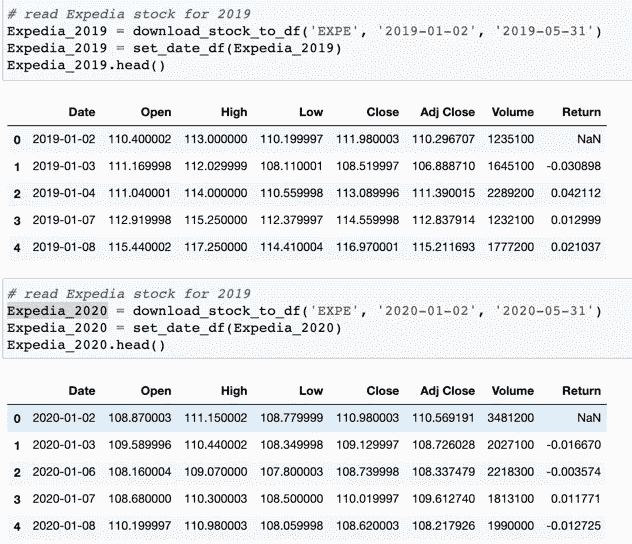 # read Expedia stock for 2019
Expedia_2019 = download_stock_to_df('EXPE', '2019-01-02', '2019-05-31')
Expedia_2019 = set_date_df(Expedia_2019)
Expedia_2019.head()
Date Open High Low Close Adj Close Volume Return
0 2019-01-02 110.400002 113.000000 110.199997 111.980003 110.296707 1235100 NaN
1 2019-01-03 111.169998 112.029999 108.110001 108.519997 106.888710 1645100 -0.030898
2 2019-01-04 111.040001 114.000000 110.559998 113.089996 111.390015 2289200 0.042112
3 2019-01-07 112.919998 115.250000 112.379997 114.559998 112.837914 1232100 0.012999
4 2019-01-08 115.440002 117.250000 114.410004 116.970001 115.211693 1777200 0.021037
# read Expedia stock for 2019
Expedia_2020 = download_stock_to_df('EXPE', '2020-01-02', '2020-05-31')
Expedia_2020 = set_date_df(Expedia_2020)
Expedia_2020.head()
Date Open High Low Close Adj Close Volume Return
0 2020-01-02 108.870003 111.150002 108.779999 110.980003 110.569191 3481200 NaN
1 2020-01-03 109.589996 110.440002 108.349998 109.129997 108.726028 2027100 -0.016670
2 2020-01-06 108.160004 109.070000 107.800003 108.739998 108.337479 2218300 -0.003574
3 2020-01-07 108.680000 110.300003 108.500000 110.019997 109.612740 1813100 0.011771
4 2020-01-08 110.199997 110.980003 108.059998 108.620003 108.217926 1990000 -0.012725